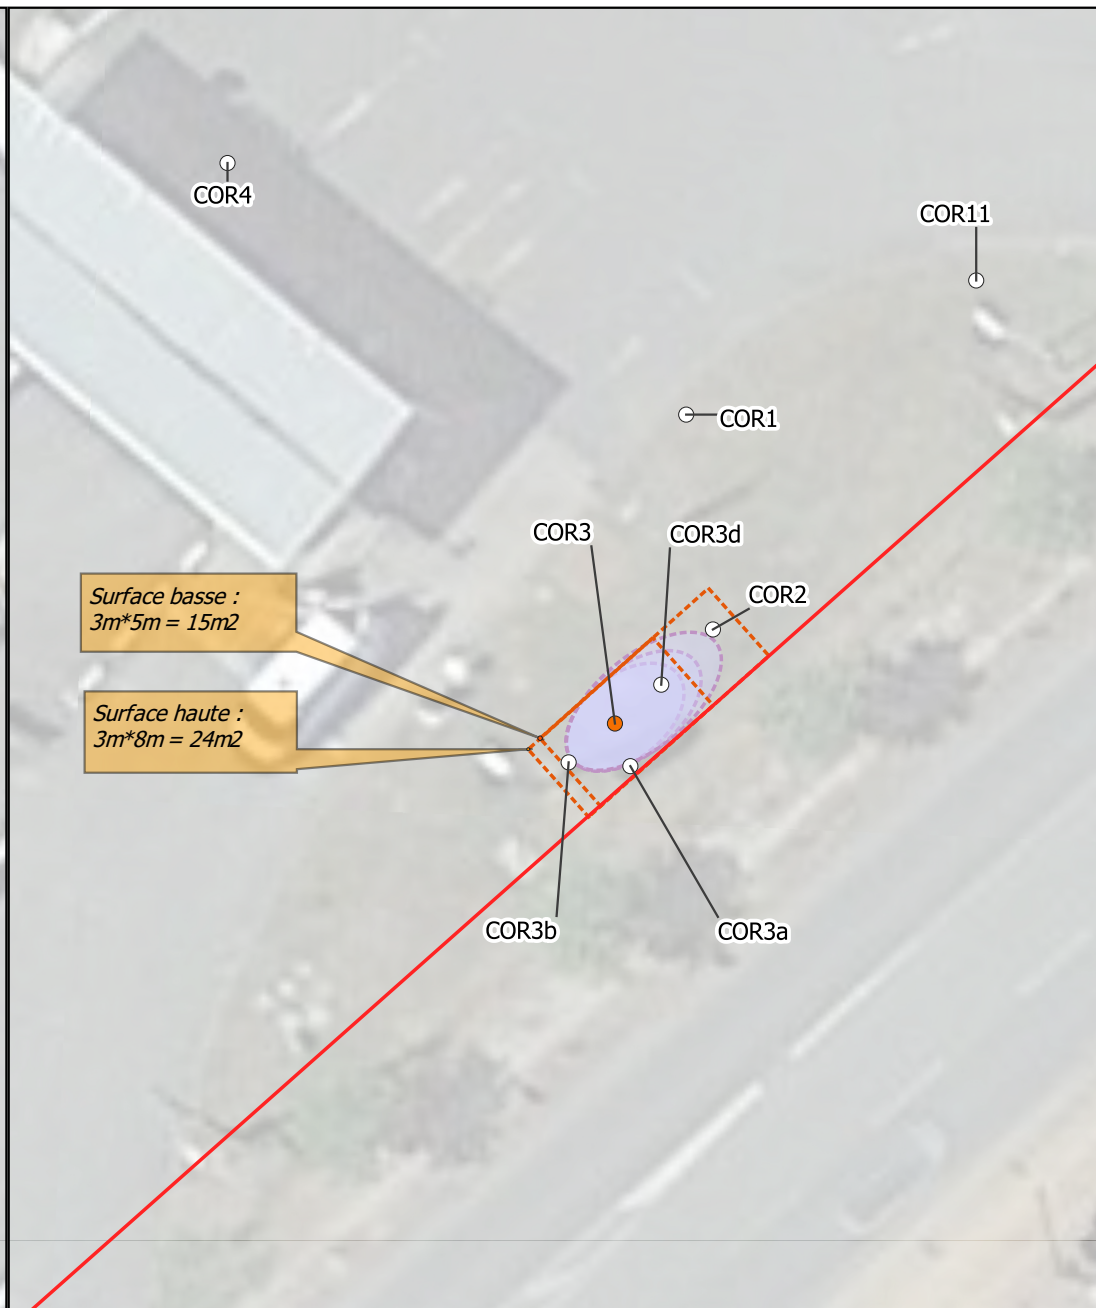 COR4
COR11
COR1
COR3
COR3d
COR2
Surface basse :
3m*5m = 15m2
Surface haute :
3m*8m = 24m2
COR3b
COR3a